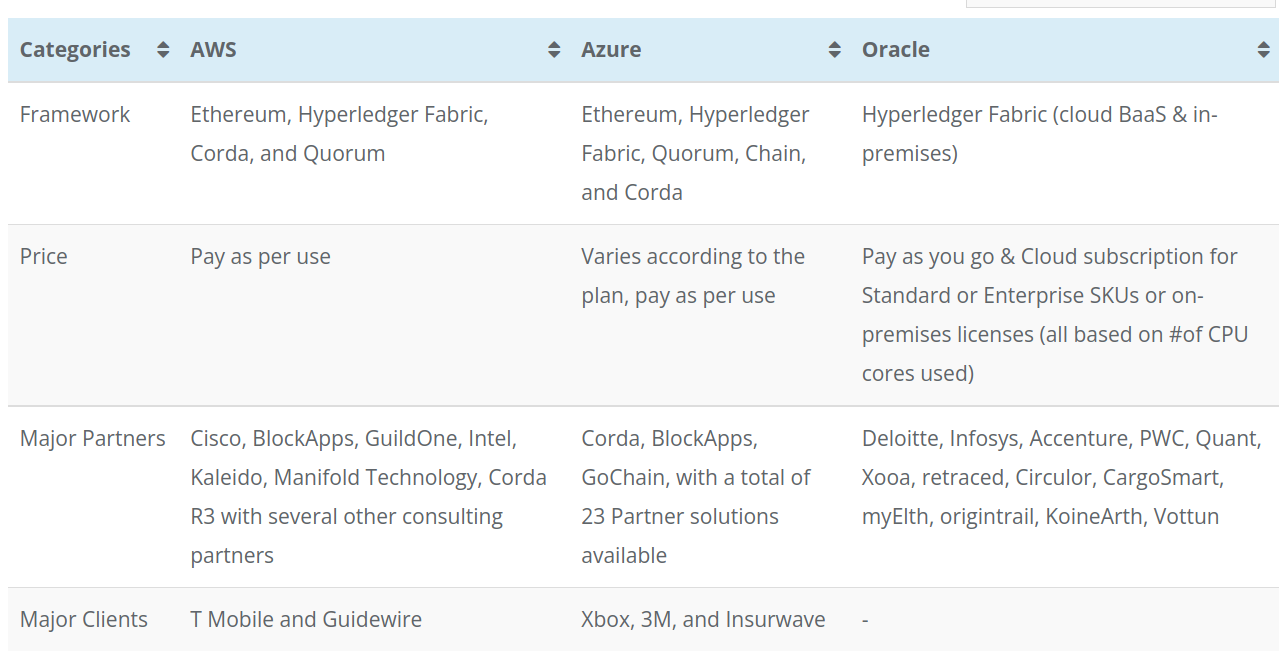 Categories AWS Azure Oracle
Framework
Ethereum, Hyperledger Fabric,
Corda, and Quorum
Ethereum, Hyperledger
Fabric, Quorum, Chain,
and Corda
Hyperledger Fabric (cloud BaaS & in-
premises)
Price
Pay as per use
Varies according to the
plan, pay as per use
Pay as you go & Cloud subscription for
Standard or Enterprise SKUs or on-
premises licenses (all based on #of CPU
cores used)
Major Partners
Cisco, BlockApps, GuildOne, Intel,
Kaleido, Manifold Technology, Corda
R3 with several other consulting
partners
Corda, BlockApps,
GoChain, with a total of
23 Partner solutions
available
Deloitte, Infosys, Accenture, PWC, Quant,
Xooa, retraced, Circulor, CargoSmart,
myElth, origintrail, KoineArth, Vottun
Major Clients
T Mobile and Guidewire
Xbox, 3M, and Insurwave
-